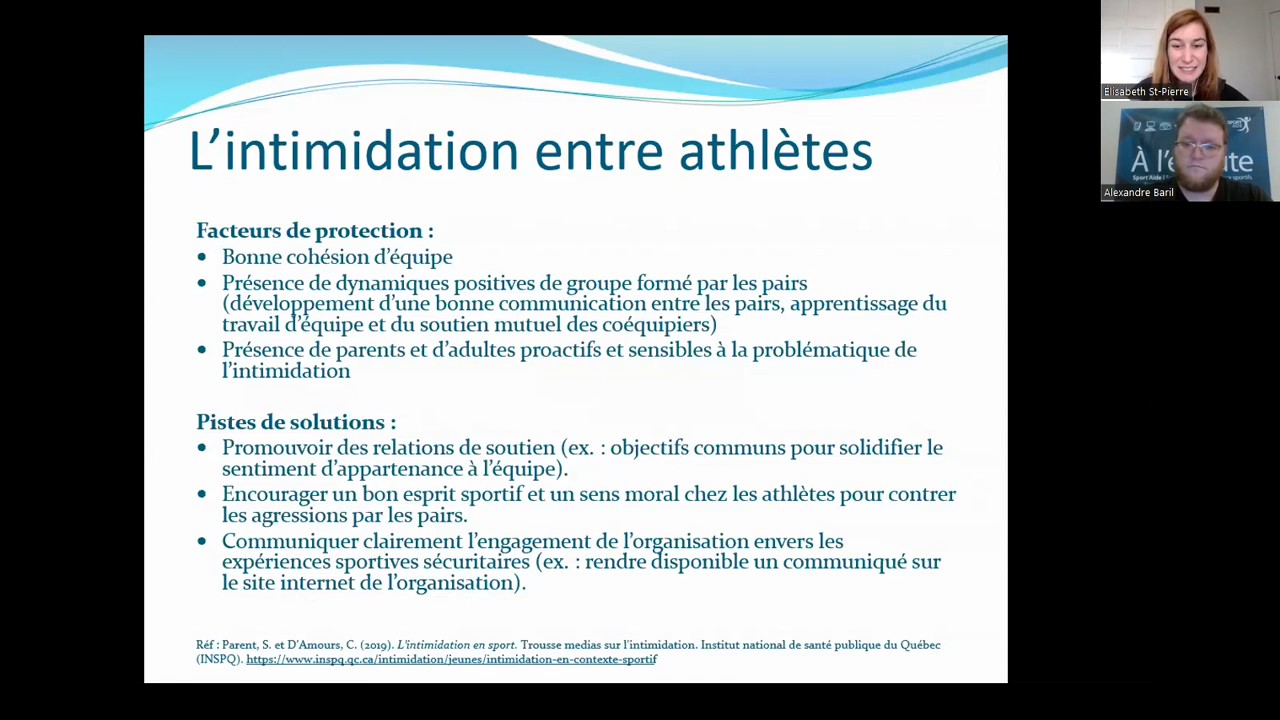 L'intimidation entre athlètes
Facteurs de protection :
• Bonne cohésion d'équipe
• Présence de dynamiques positives de groupe formé par les pairs
(développement d'une bonne communication entre les pairs, apprentissage du
travail d'équipe et du soutien mutuel des coéquipiers)
• Présence de parents et d'adultes proactifs et sensibles à la problématique de
l'intimidation
Pistes de solutions :
• Promouvoir des relations de soutien (ex. : objectifs communs pour solidifier le
sentiment d'appartenance à l'équipe).
• Encourager un bon esprit sportif et un sens moral chez les athlètes pour contrer
les agressions par les pairs.
• Communiquer clairement l'engagement de l'organisation envers les
expériences sportives sécuritaires (ex. : rendre disponible un communiqué sur
le site internet de l'organisation).
Réf : Parent, S. et D'Amours, C. (2019). L'intimidation en sport. Trousse medias sur l'intimidation. Institut national de santé publique du Québec
(INSPQ). https://www.inspq.qc.ca/intimidation/jeunes/intimidation-en-contexte-sportif
Elisabeth St-Pierre
SPORT
À l'
Sport'Aide
Alexandre Baril